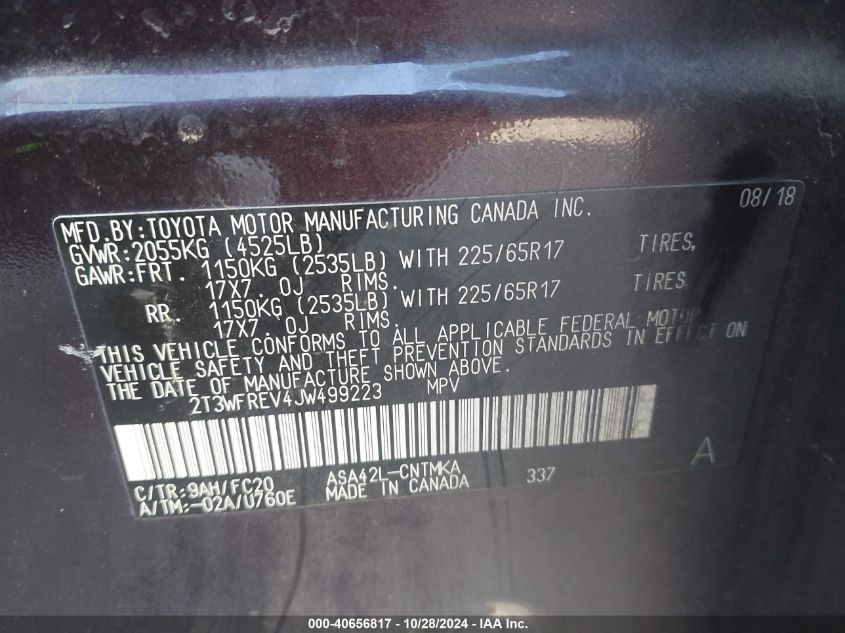 08/18
MFD.BY:TOYOTA MOTOR MANUFACTURING CANADA INC.
GVWR:2055KG (4525LB)
GAWR:FRT. 1150KG (2535LB) WITH 225/65R17 TIRES,
17X7.0J RIMS.
RR. 1150KG (2535LB) WITH 225/65R17 TIRES,
17X7.0J RIMS.
THIS VEHICLE CONFORMS TO ALL APPLICABLE FEDERAL MOTOR
VEHICLE SAFETY AND THEFT PREVENTION STANDARDS IN EFFECT ON
THE DATE OF MANUFACTURE SHOWN ABOVE.
2T3WFREV4JW499223 MPV
C/TR:9AH/FC20 ASA42L-CNTMKA 337 A
A/TM:-02A/U760E MADE IN CANADA
000-40656817 - 10/28/2024 - IAA Inc.